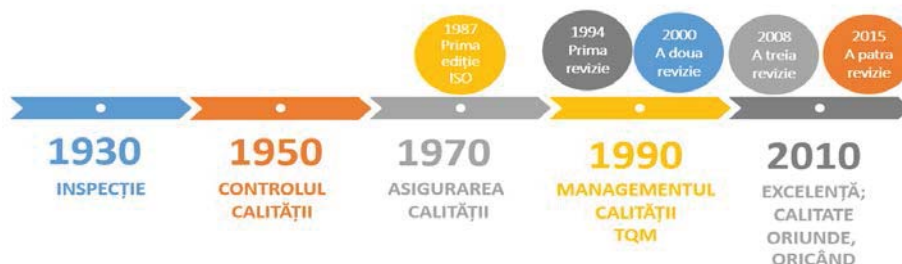 1987
Prima
ediție
ISO
1994
Prima
revizie
2000
A doua
revizie
2008
A treia
revizie
2015
A patra
revizie
1930
INSPECȚIE
1950
CONTROLUL
CALITĂȚII
1970
ASIGURAREA
CALITĂȚII
1990
MANAGEMENTUL
CALITĂȚII
TQM
2010
EXCELENȚĂ;
CALITATE
ORIUNDE,
ORICÂND